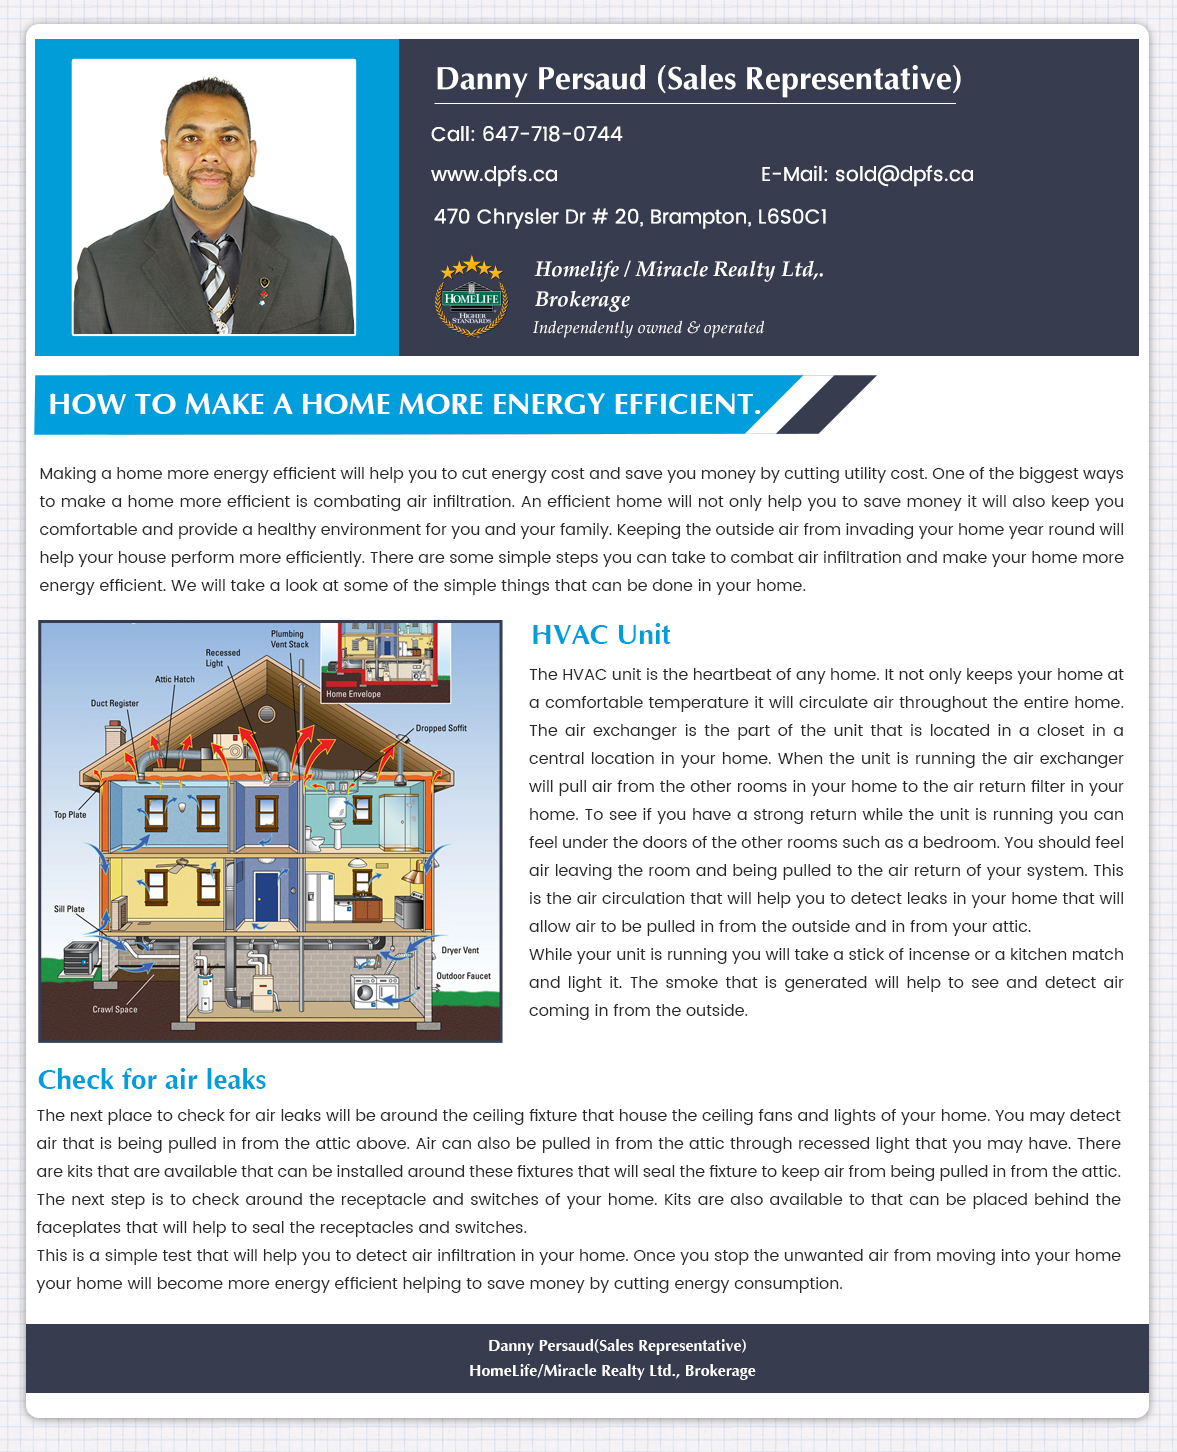 Danny Persaud (Sales Representative)
Call: 647-718-0744
www.dpfs.ca
E-Mail: sold@dpfs.ca
470 Chrysler Dr # 20, Brampton, L6S0C1
HOMELIFE
HIGHER
STANDARDS
Homelife / Miracle Realty Ltd,.
Brokerage
Independently owned & operated
HOW TO MAKE A HOME MORE ENERGY EFFICIENT.
Making a home more energy efficient will help you to cut energy cost and save you money by cutting utility cost. One of the biggest ways
to make a home more efficient is combating air infiltration. An efficient home will not only help you to save money it will also keep you
comfortable and provide a healthy environment for you and your family. Keeping the outside air from invading your home year round will
help your house perform more efficiently. There are some simple steps you can take to combat air infiltration and make your home more
energy efficient. We will take a look at some of the simple things that can be done in your home.
Plumbing
Vent Stack
Recessed
Light
Attic Hatch
Duct Register
Home Envelope
Dropped Soffit
Top Plate
Sill Plate
Dryer Vent
Outdoor Faucet
Crawl Space
HVAC Unit
The HVAC unit is the heartbeat of any home. It not only keeps your home at
a comfortable temperature it will circulate air throughout the entire home.
The air exchanger is the part of the unit that is located in a closet in a
central location in your home. When the unit is running the air exchanger
will pull air from the other rooms in your home to the air return filter in your
home. To see if you have a strong return while the unit is running you can
feel under the doors of the other rooms such as a bedroom. You should feel
air leaving the room and being pulled to the air return of your system. This
is the air circulation that will help you to detect leaks in your home that will
allow air to be pulled in from the outside and in from your attic.
While your unit is running you will take a stick of incense or a kitchen match
and light it. The smoke that is generated will help to see and detect air
coming in from the outside.
Check for air leaks
The next place to check for air leaks will be around the ceiling fixture that house the ceiling fans and lights of your home. You may detect
air that is being pulled in from the attic above. Air can also be pulled in from the attic through recessed light that you may have. There
are kits that are available that can be installed around these fixtures that will seal the fixture to keep air from being pulled in from the attic.
The next step is to check around the receptacle and switches of your home. Kits are also available to that can be placed behind the
faceplates that will help to seal the receptacles and switches.
This is a simple test that will help you to detect air infiltration in your home. Once you stop the unwanted air from moving into your home
your home will become more energy efficient helping to save money by cutting energy consumption.
Danny Persaud(Sales Representative)
HomeLife/Miracle Realty Ltd., Brokerage